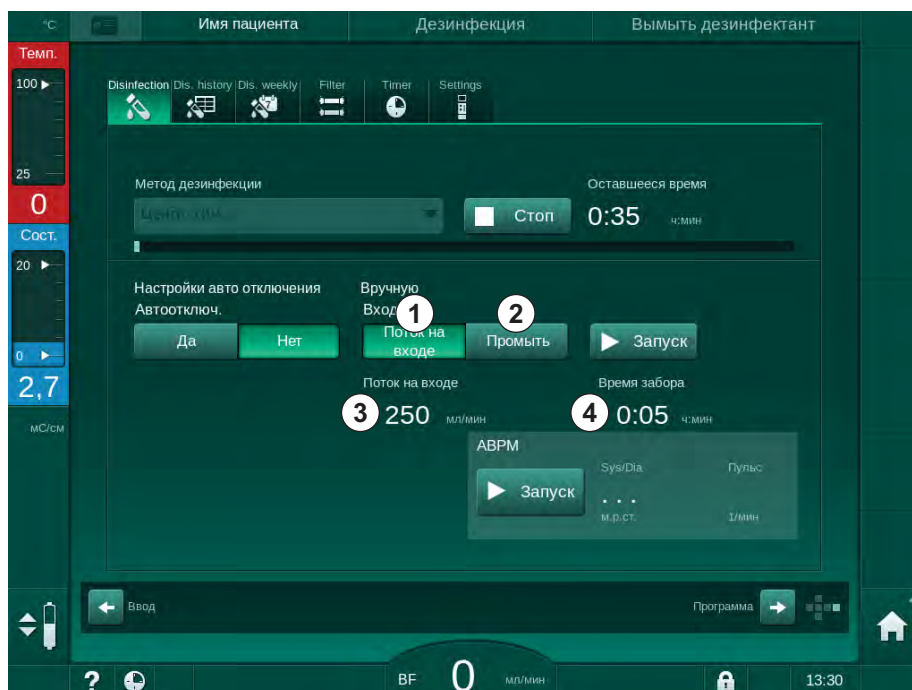 °C Имя пациента Дезинфекция Вымыть дезинфектант
Темп.
100
25
0
Сост.
20
0
2,7
мС/см
Disinfection Dis. history Dis. weekly Filter Timer Settings
7
Метод дезинфекции Оставшееся время
Стоп 0:35 ч:мин
Настройки авто отключения Вручную
Автоотключ. Вход
1 2
Да Нет Поток на входе Промыть Запуск
Поток на входе Время забора
3 250 мл/мин 4 0:05 ч:мин
ABPM
Запуск Sys/Dia Пульс
. . .
м.р.ст. 1/мин
Ввод Программа
? BF 0 мл/мин 13:30